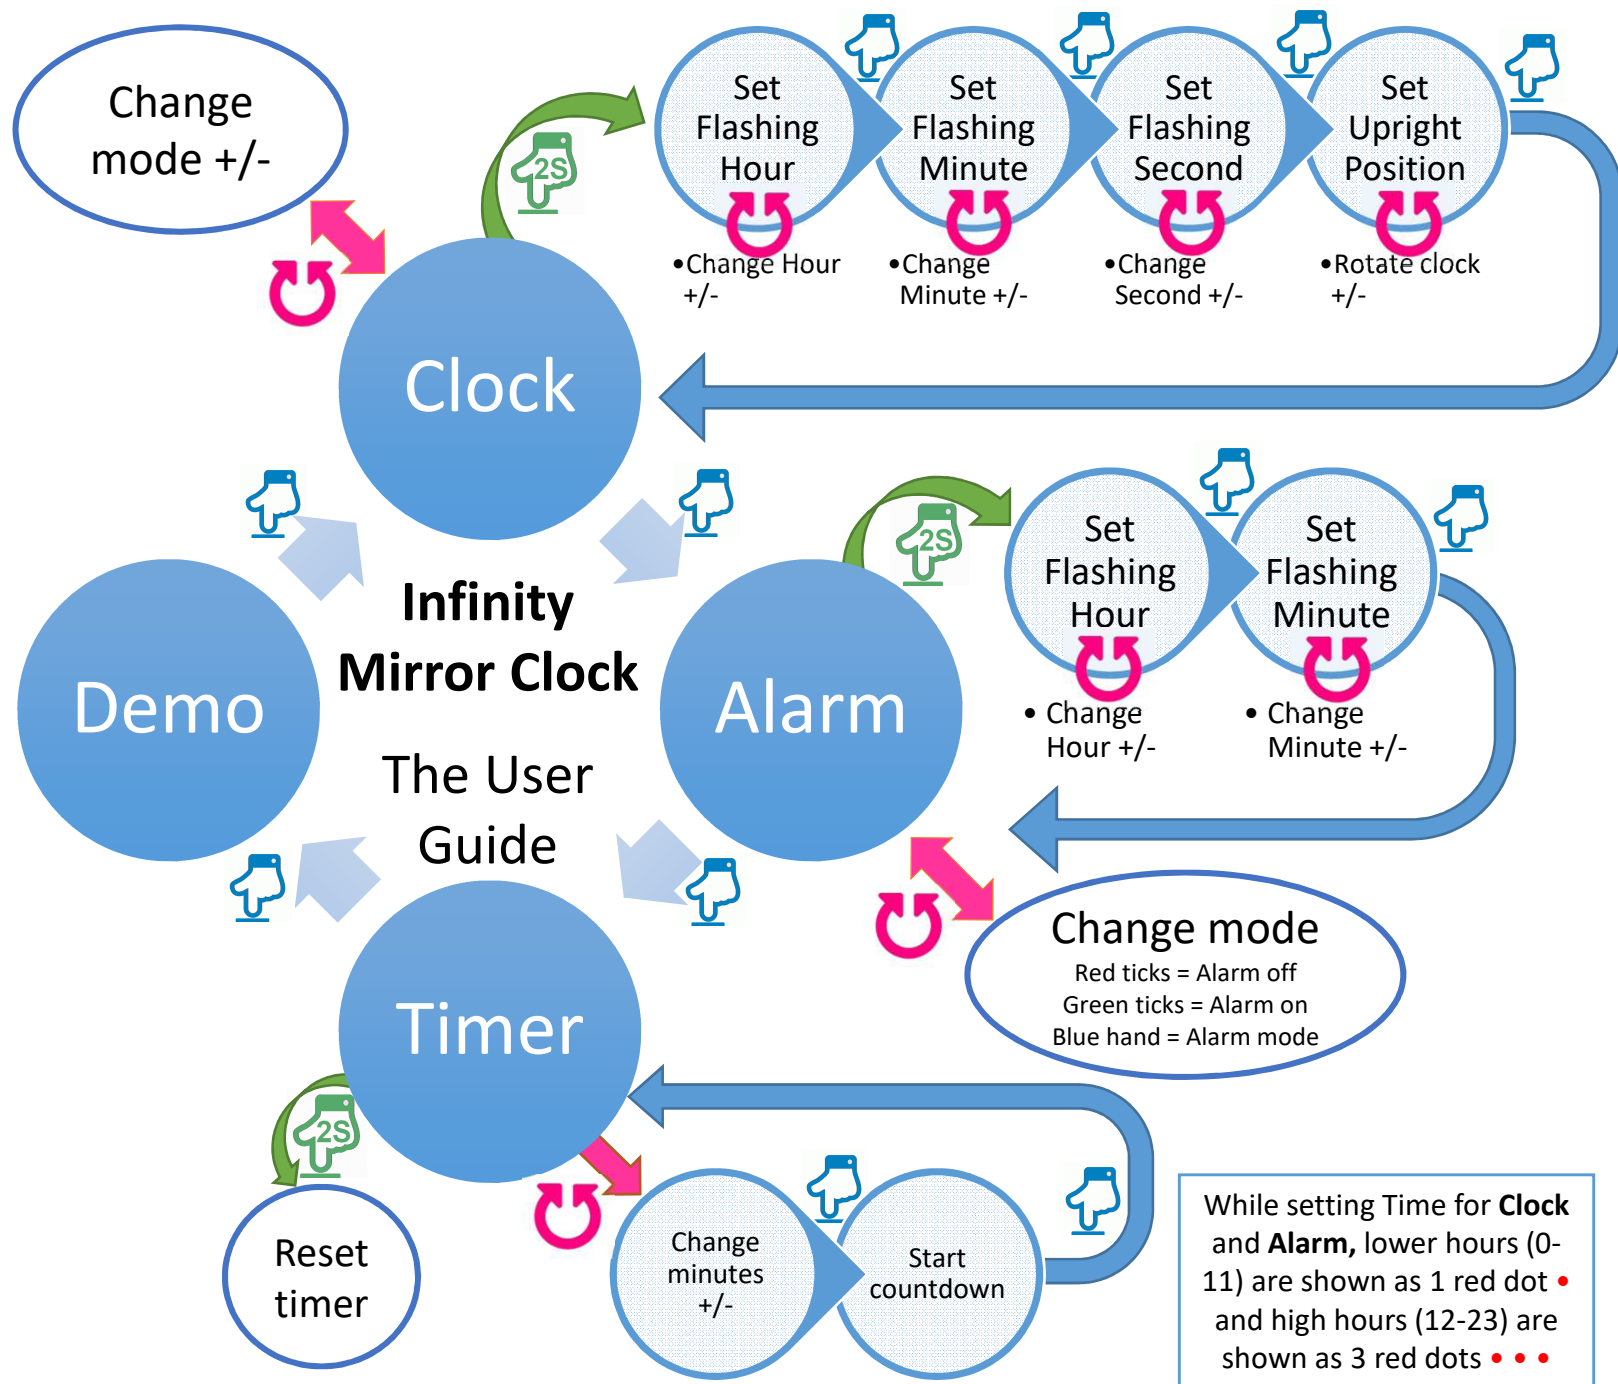 Change
mode +/-
2S
Set
Flashing
Hour
•Change Hour
+/-
Set
Flashing
Minute
•Change
Minute +/-
Set
Flashing
Second
•Change
Second +/-
Set
Upright
Position
•Rotate clock
+/-
Clock
Infinity
Mirror Clock
The User
Guide
Demo
Alarm
2S
Set
Flashing
Hour
• Change
Hour +/-
Set
Flashing
Minute
• Change
Minute +/-
Change mode
Red ticks = Alarm off
Green ticks = Alarm on
Blue hand = Alarm mode
Timer
2S
Reset
timer
Change
minutes
+/-
Start
countdown
While setting Time for Clock
and Alarm, lower hours (0-
11) are shown as 1 red dot •
and high hours (12-23) are
shown as 3 red dots • • •